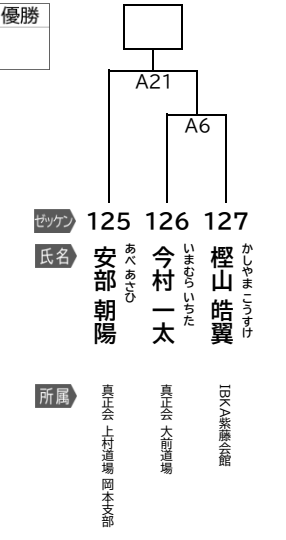 優勝
A21
A6
ゼッケン 125 126 127
氏名
安部 朝陽
あべ あさひ
今村 一太
いまむら いちた
樫山 皓翼
かしやま こうすけ
所属
真正会 上村道場 岡本支部
真正会 大前道場
IBKA紫藤会館